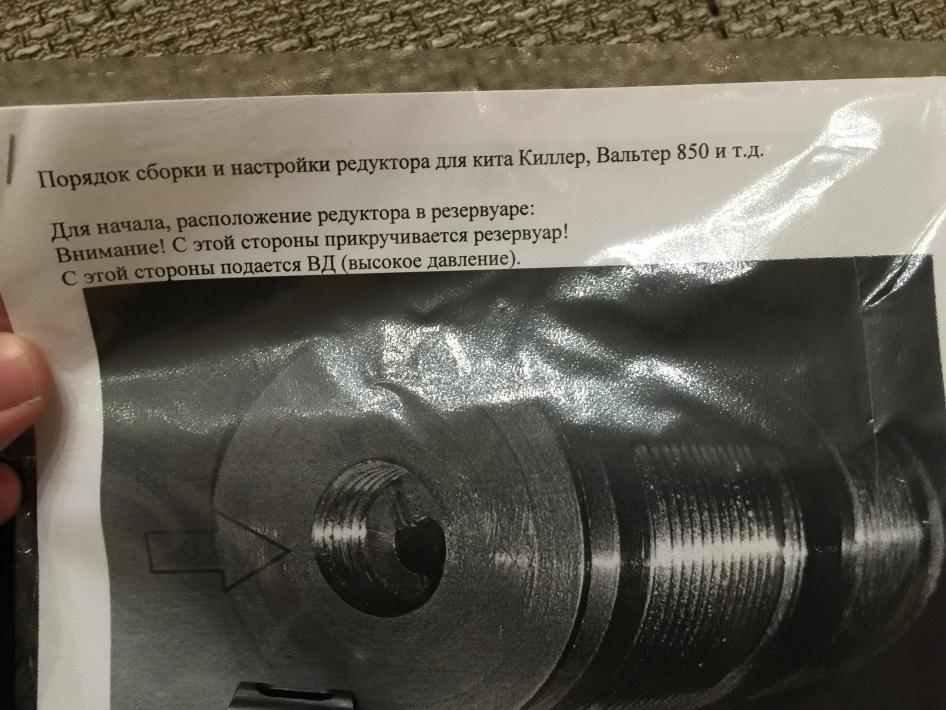 Порядок сборки и настройки редуктора для кита Киллер, Вальтер 850 и т.д.
Для начала, расположение редуктора в резервуаре:
Внимание! С этой стороны прикручивается резервуар!
С этой стороны подается ВД (высокое давление).